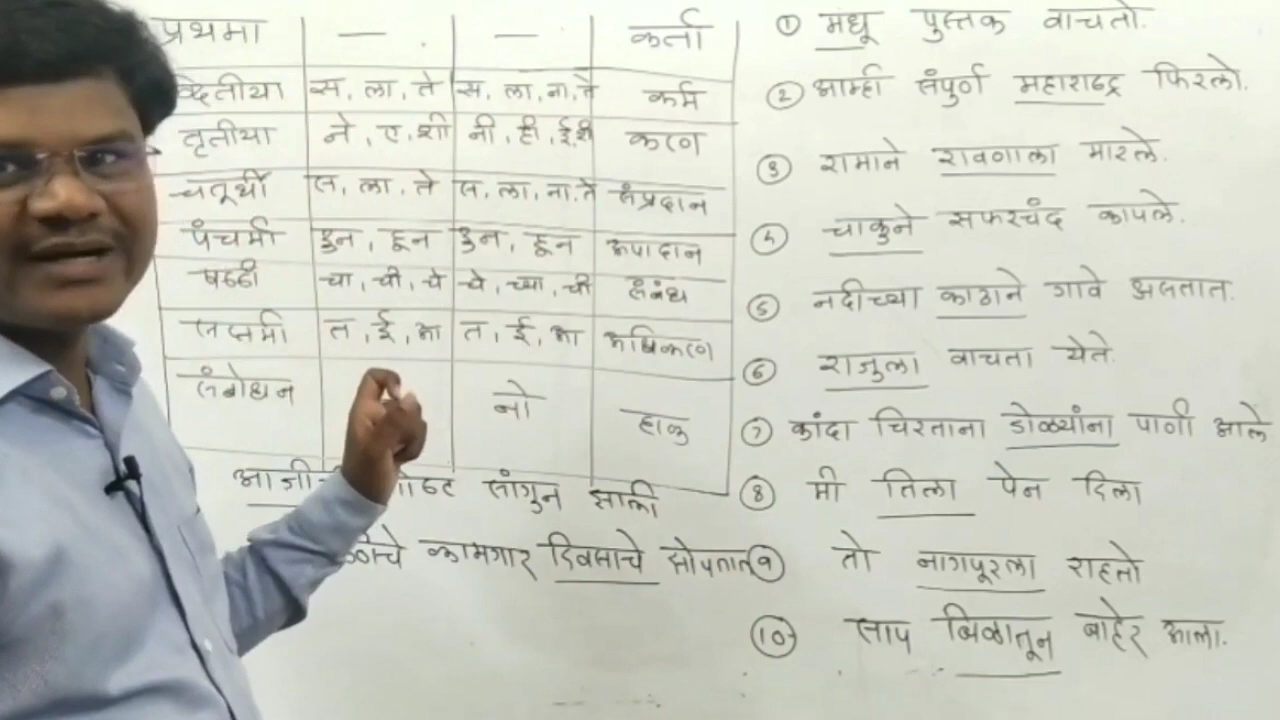 प्रथमा — — कर्ता
द्वितीया स, ला, ते स, ला, ना, ते कर्म
तृतीया ने, ए, शी नी, ही, ई, शी करण
चतुर्थी स, ला, ते स, ला, ना, ते संप्रदान
पंचमी हुन, हून हुन, हून अपादान
षष्ठी चा, ची, चे चे, च्या, ची संबंध
सप्तमी त, ई, आ त, ई, आ अधिकरण
संबोधन नो हाक
सांगुन झाली
कामगार दिवसाचे झोपतात
① मधू पुस्तक वाचतो.
② आम्ही संपुर्ण महाराष्ट्र फिरलो.
③ रामाने रावणाला मारले.
④ चाकुने सफरचंद कापले.
⑤ नदीच्या काठाने गावे असतात.
⑥ राजुला वाचता येते.
⑦ कांदा चिरताना डोळ्यांना पाणी आले
⑧ मी तिला पेन दिला
⑨ तो नागपूरला राहतो
⑩ साप बिळातून बाहेर आला.